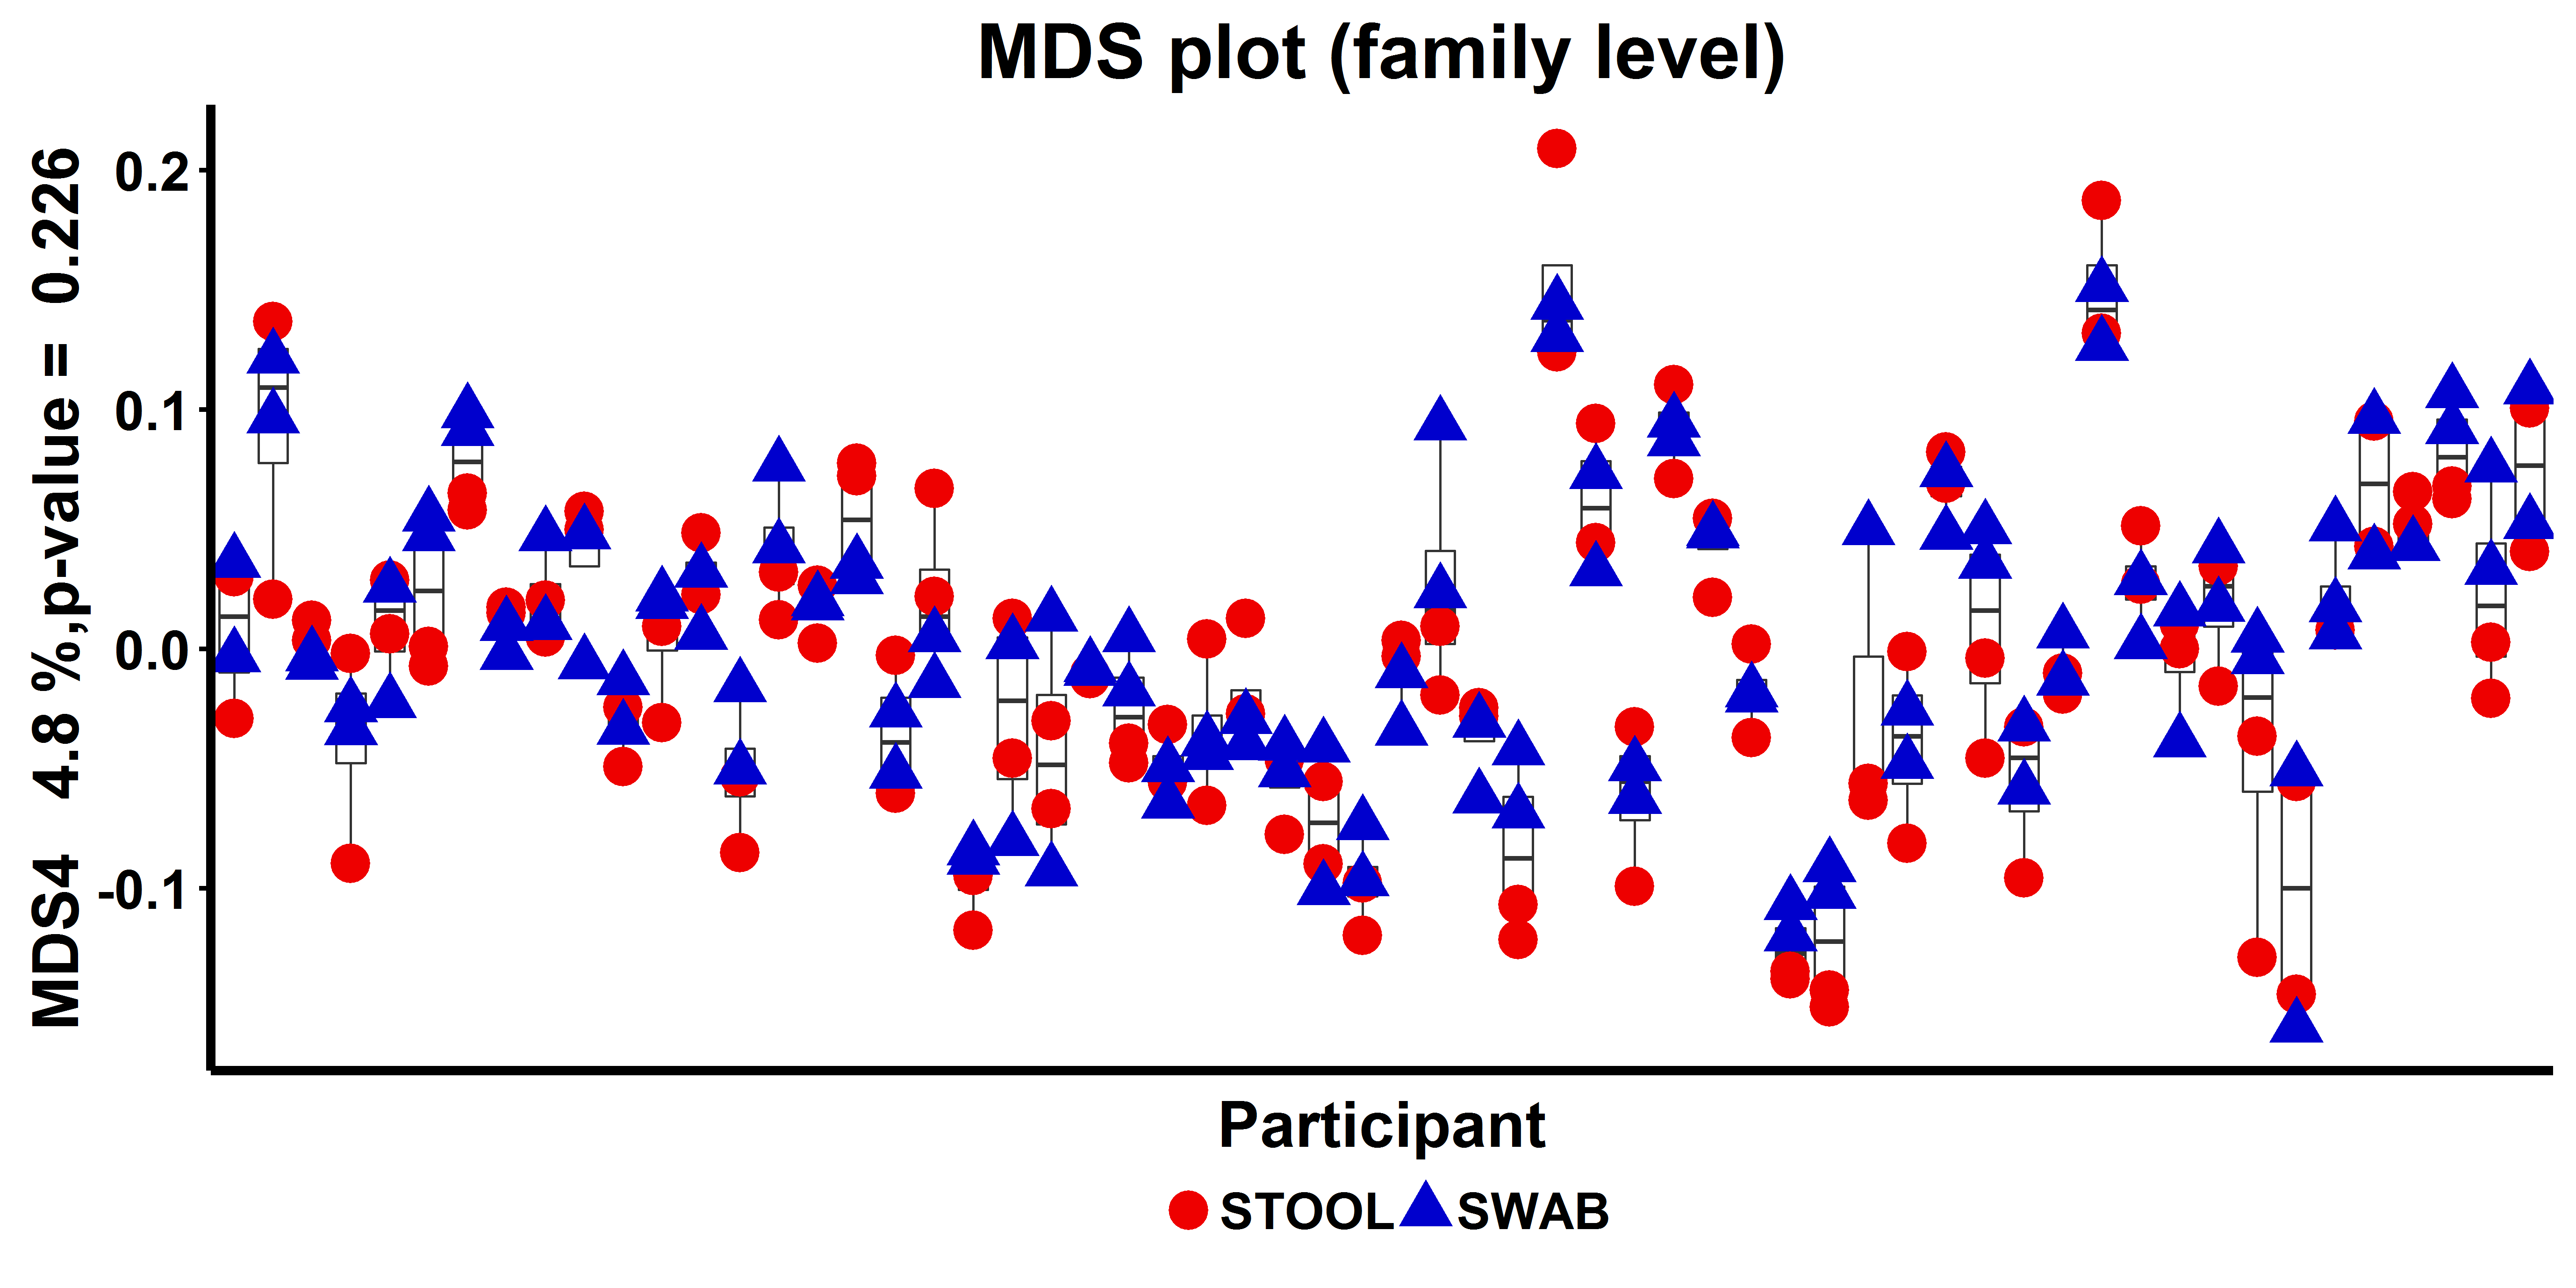 MDS plot (family level)
MDS4 4.8 %,p-value = 0.226
0.2
0.1
0.0
-0.1
Participant
STOOL SWAB